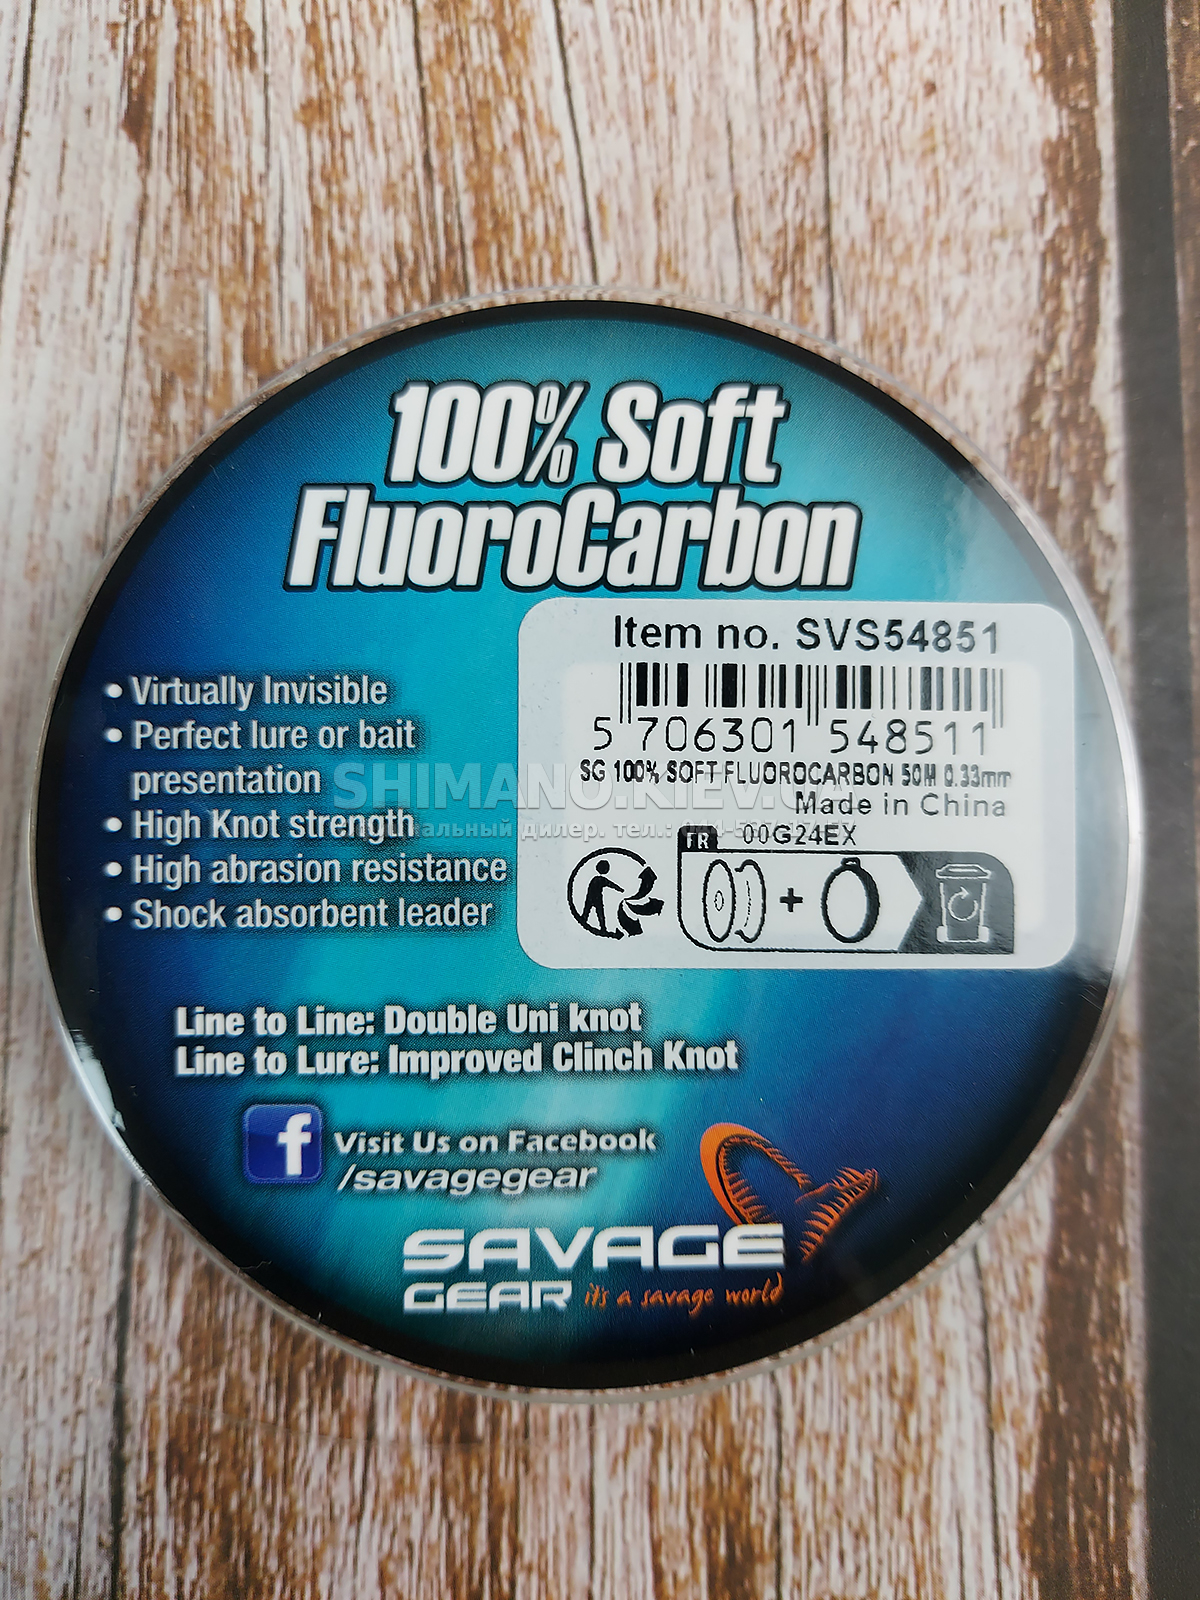 100% Soft
FluoroCarbon
Item no. SVS54851
5 706301 548511
SG 100% SOFT FLUOROCARBON 50M 0.33mm
Made in China
FR 00G24EX
• Virtually Invisible
• Perfect lure or bait
presentation
• High Knot strength
• High abrasion resistance
• Shock absorbent leader
SHIMANO.KIEV.UA
дилер. тел.:
Line to Line: Double Uni knot
Line to Lure: Improved Clinch Knot
f Visit Us on Facebook
/savagegear
SAVAGE
GEAR it's a savage world